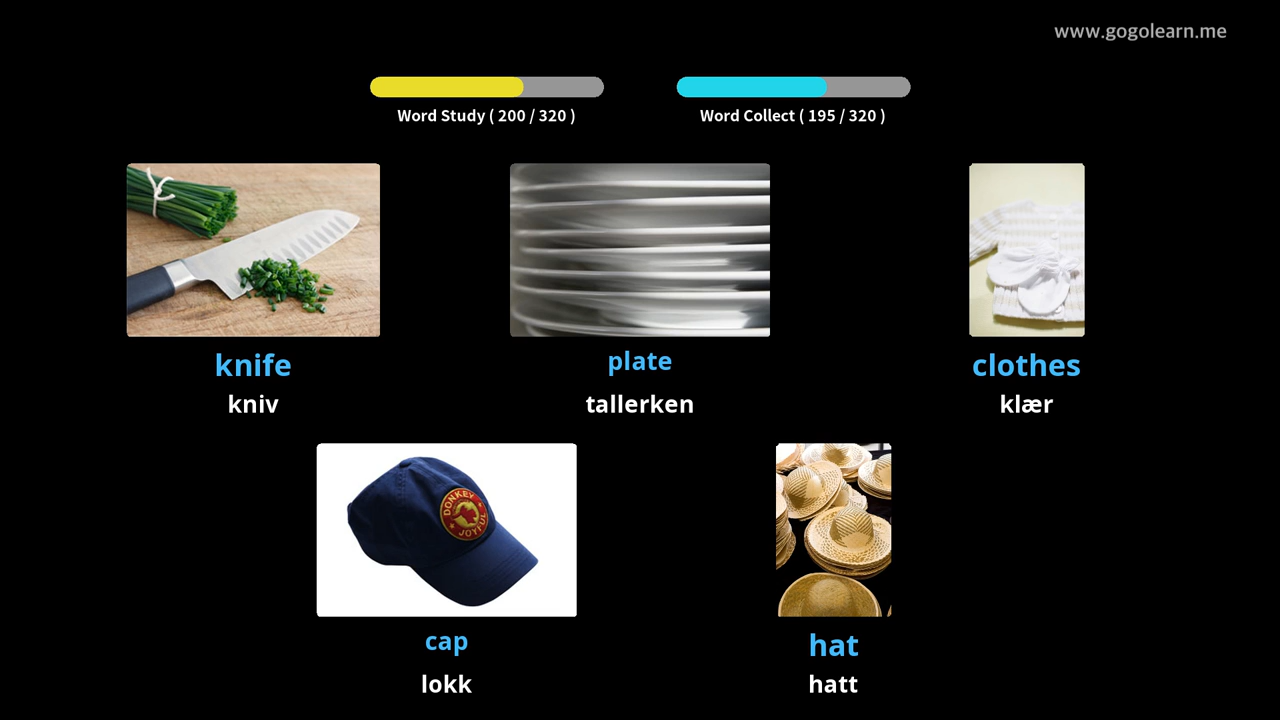 www.gogolearn.me
Word Study ( 200 / 320 )
Word Collect ( 195 / 320 )
knife
plate
clothes
kniv
tallerken
klær
DONKEY
JOYFUL
cap
hat
lokk
hatt